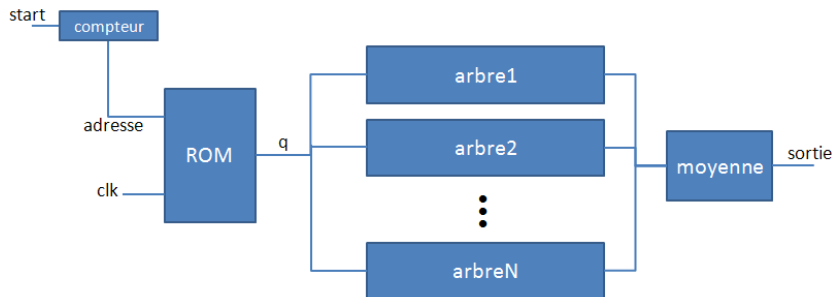 start
compteur
adresse
clk
ROM
q
arbre1
arbre2
arbreN
moyenne
sortie